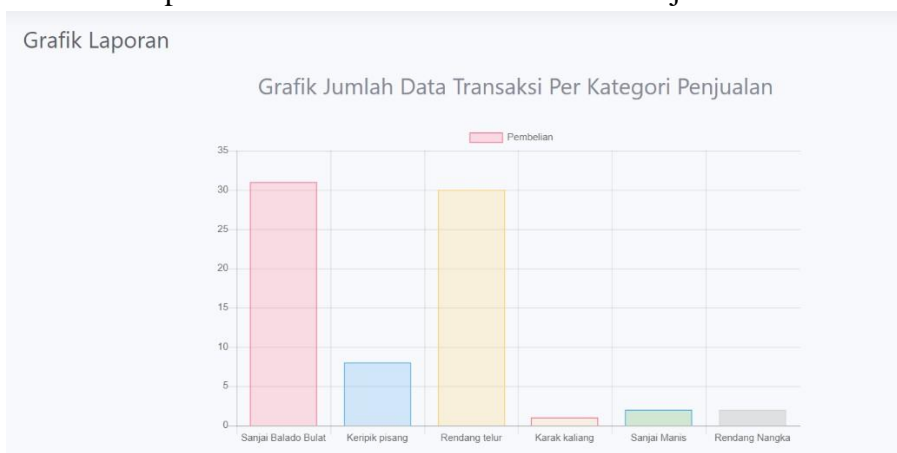 Grafik Laporan
Grafik Jumlah Data Transaksi Per Kategori Penjualan
Pembelian
35
30
25
20
15
10
5
0
Sanjai Balado Bulat Keripik pisang Rendang telur Karak kaliang Sanjai Manis Rendang Nangka